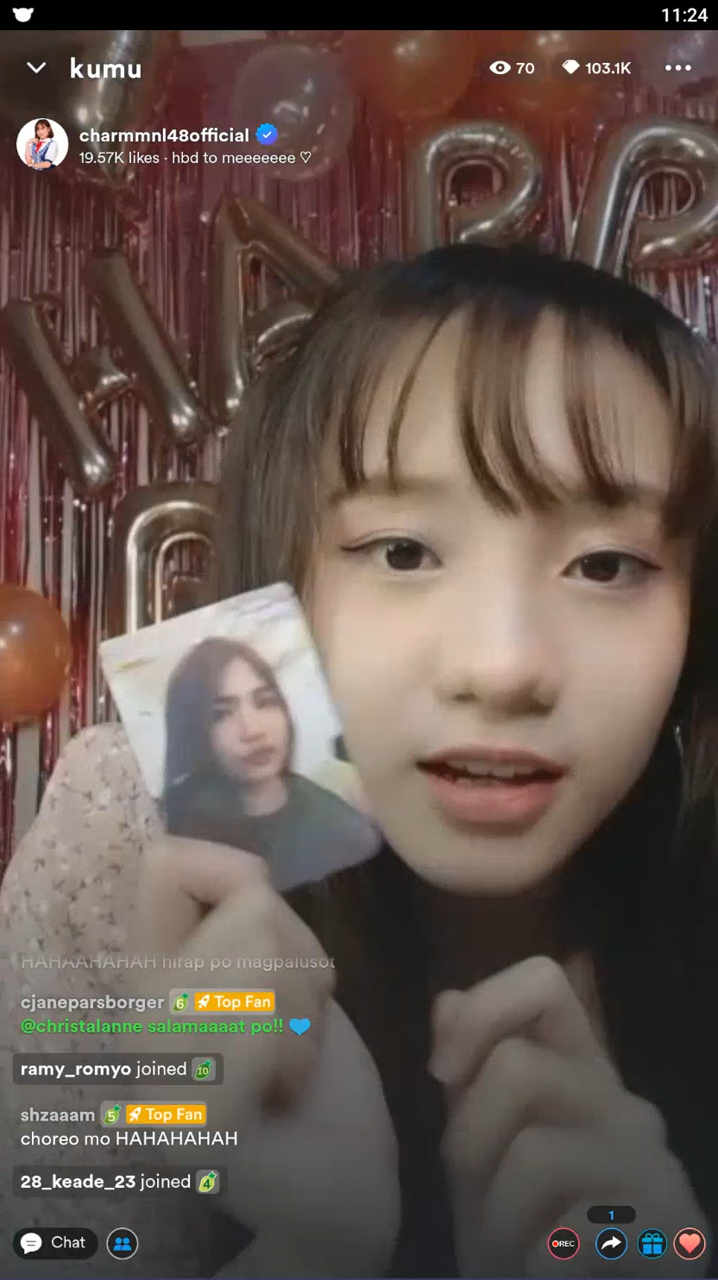 11:24
kumu
70
103.1K
charmmnl48official
19.57K likes · hbd to meeeeeee ♡
HAPP
HAHAAHAHAH hirap po magpalusot
cjaneparsborger 6 Top Fan
@christalanne salamaaaat po!! 💙
ramy_romyo joined 10
shzaaam 5 Top Fan
choreo mo HAHAHAHAH
28_keade_23 joined 4
1
Chat
REC